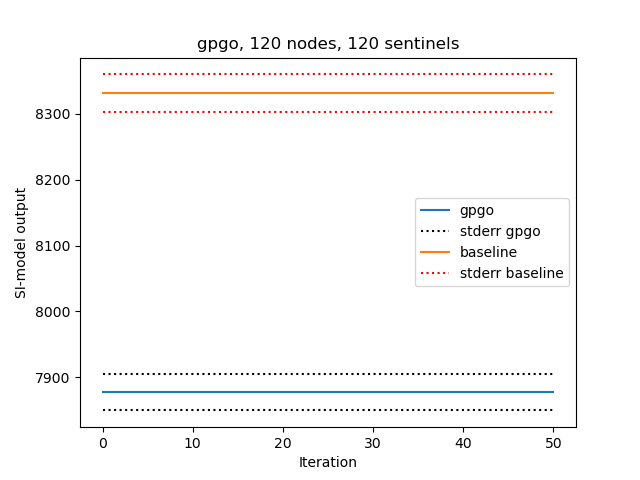 gpgo, 120 nodes, 120 sentinels
SI-model output
8300
8200
8100
8000
7900
gpgo
stderr gpgo
baseline
stderr baseline
0 10 20 30 40 50
Iteration